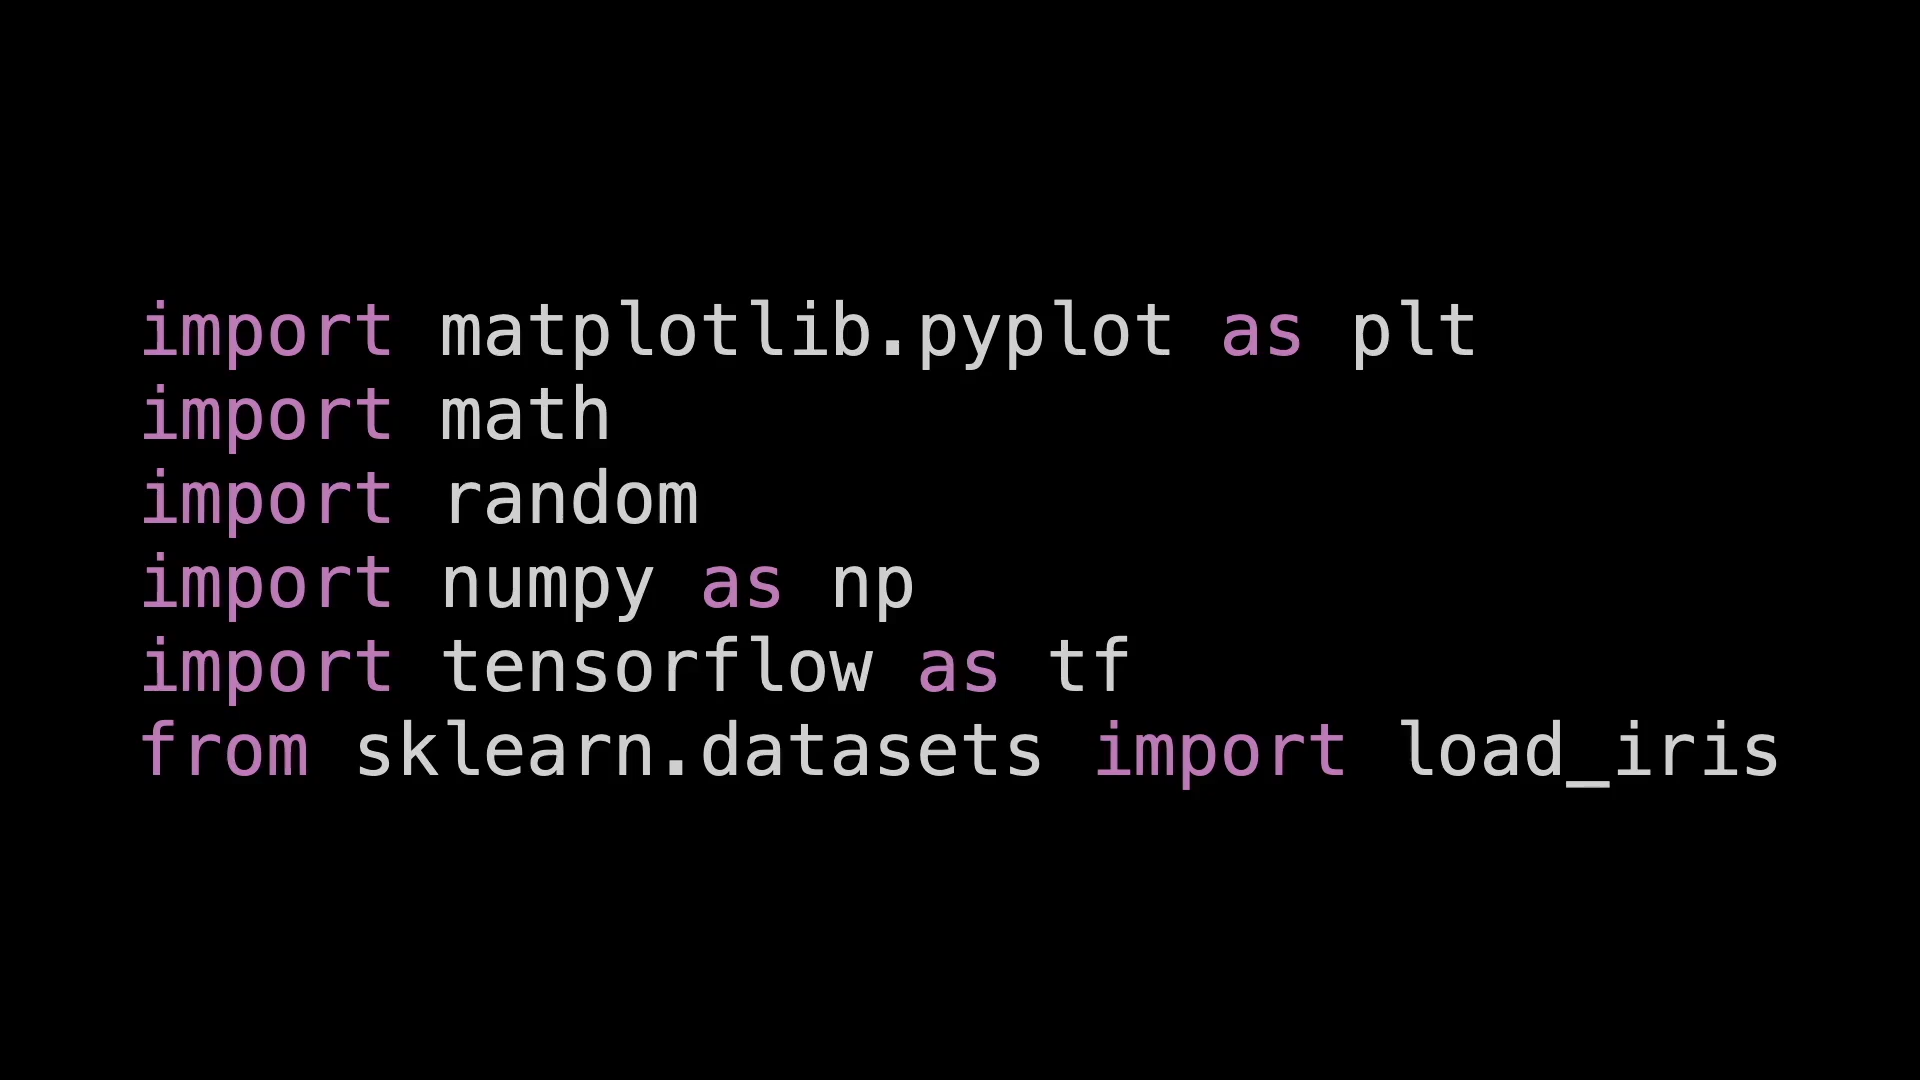 import matplotlib.pyplot as plt
import math
import random
import numpy as np
import tensorflow as tf
from sklearn.datasets import load_iris